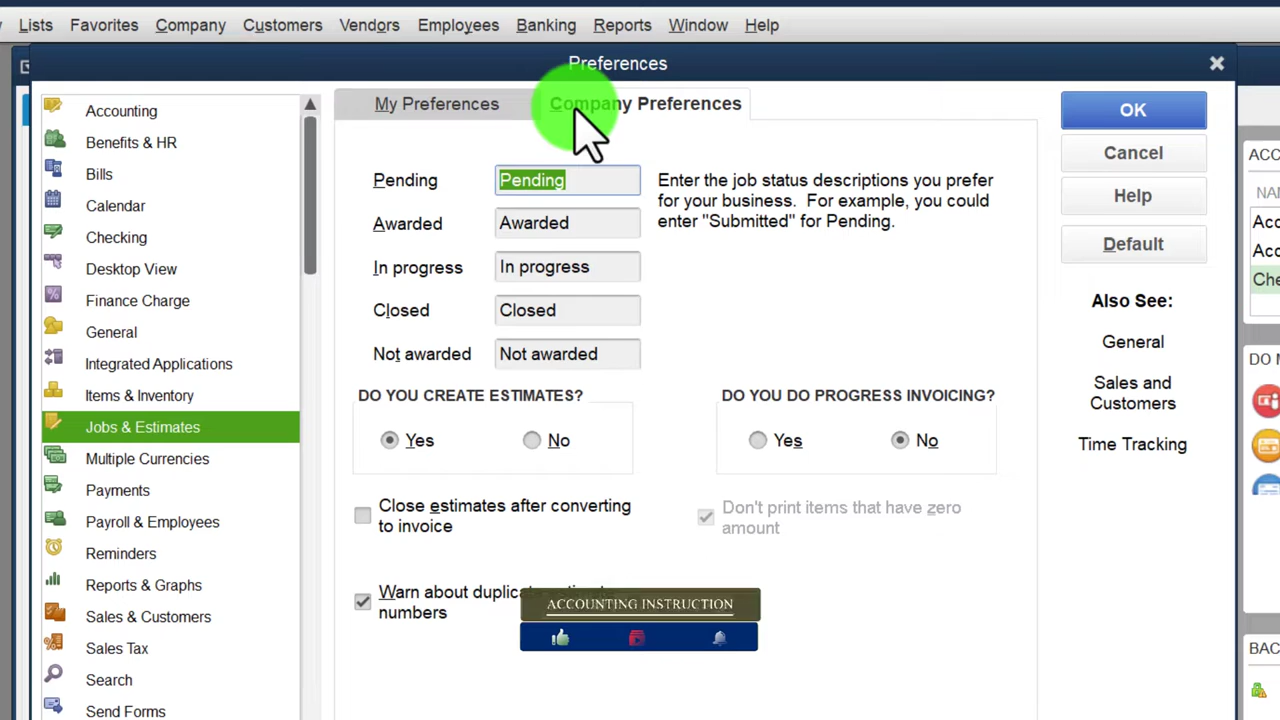 Lists Favorites Company Customers Vendors Employees Banking Reports Window Help
Preferences
Accounting
Benefits & HR
Bills
Calendar
Checking
Desktop View
Finance Charge
General
Integrated Applications
Items & Inventory
Jobs & Estimates
Multiple Currencies
Payments
Payroll & Employees
Reminders
Reports & Graphs
Sales & Customers
Sales Tax
Search
Send Forms
My Preferences
Company Preferences
Pending Pending
Awarded Awarded
In progress In progress
Closed Closed
Not awarded Not awarded
Enter the job status descriptions you prefer
for your business. For example, you could
enter "Submitted" for Pending.
DO YOU CREATE ESTIMATES?
Yes No
DO YOU DO PROGRESS INVOICING?
Yes No
Close estimates after converting
to invoice
Don't print items that have zero
amount
Warn about duplicate estimate
numbers
ACCOUNTING INSTRUCTION
OK
Cancel
Help
Default
Also See:
General
Sales and
Customers
Time Tracking